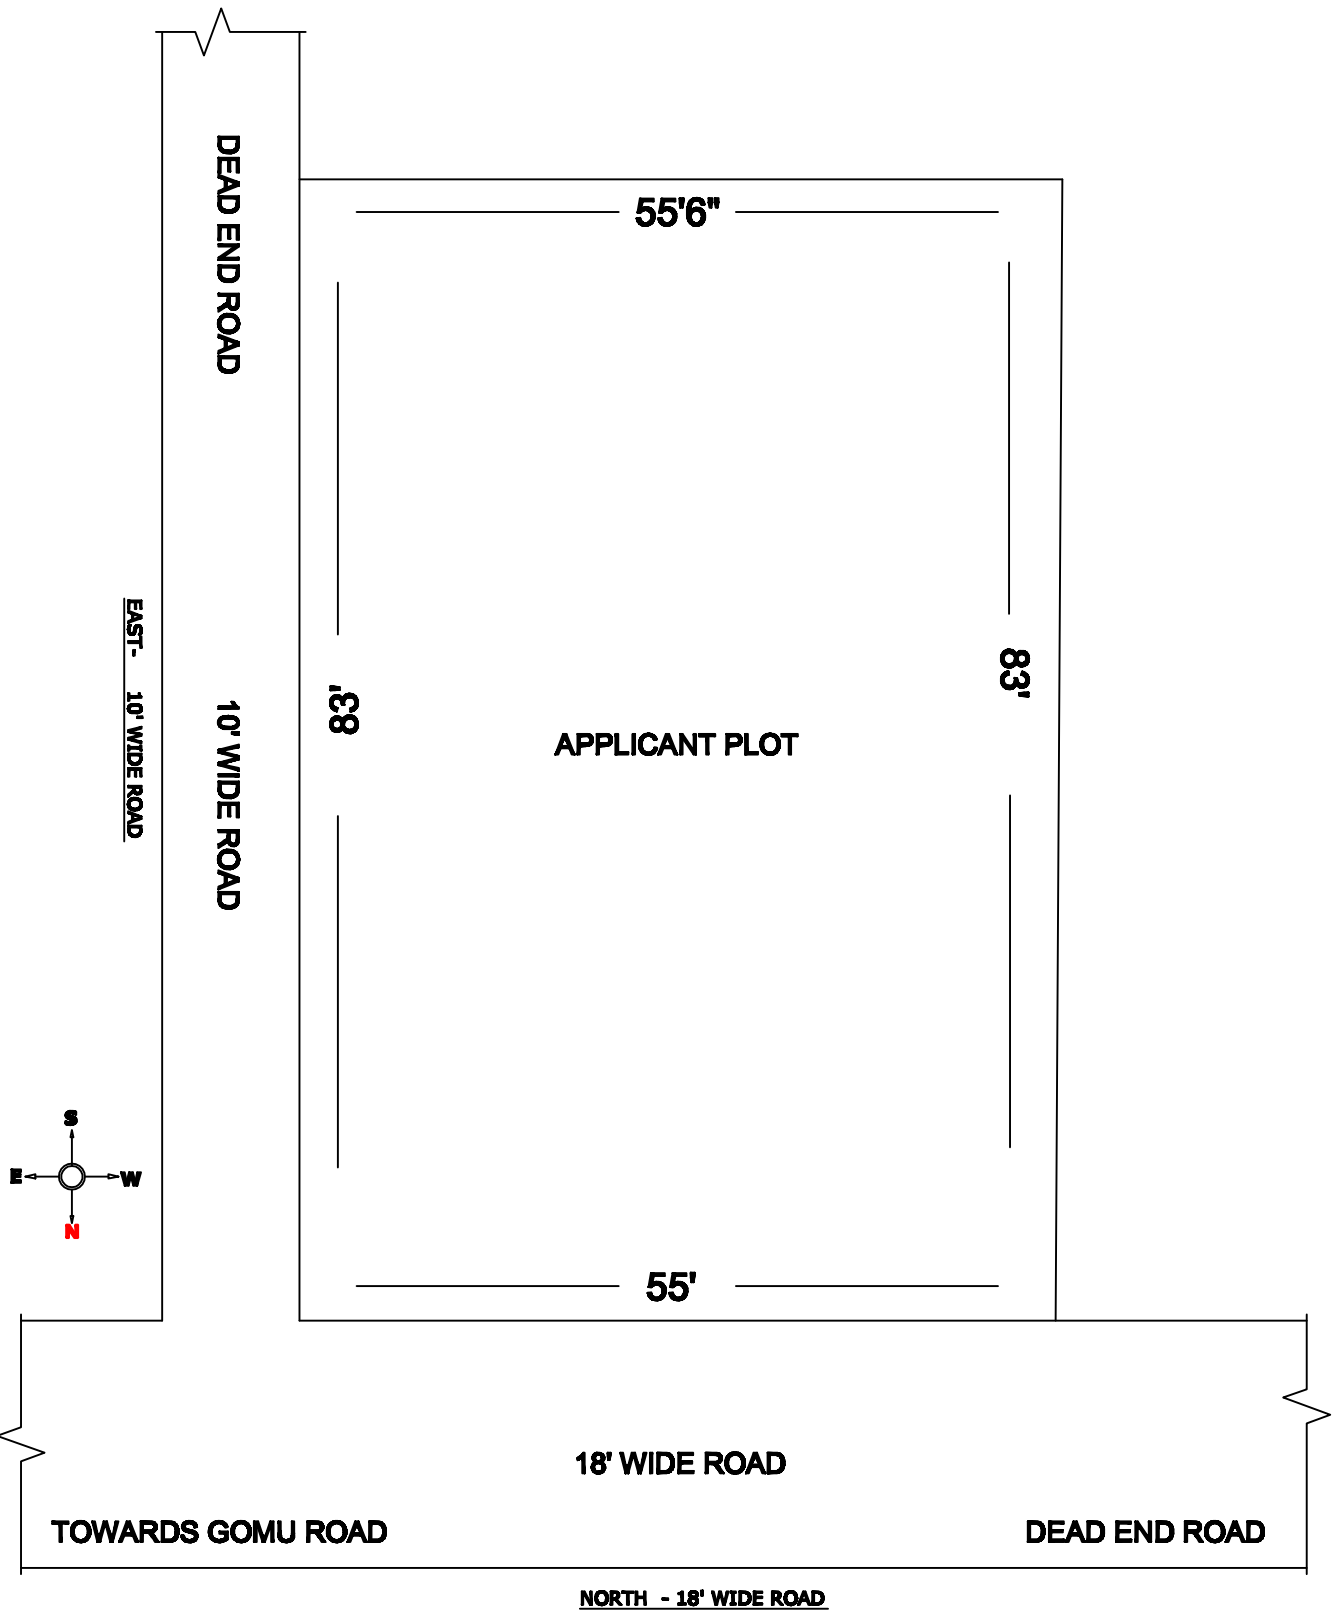 DEAD END ROAD
55'6"
EAST- 10' WIDE ROAD
10' WIDE ROAD
83'
83'
APPLICANT PLOT
S
E
W
N
55'
18' WIDE ROAD
TOWARDS GOMU ROAD
DEAD END ROAD
NORTH - 18' WIDE ROAD